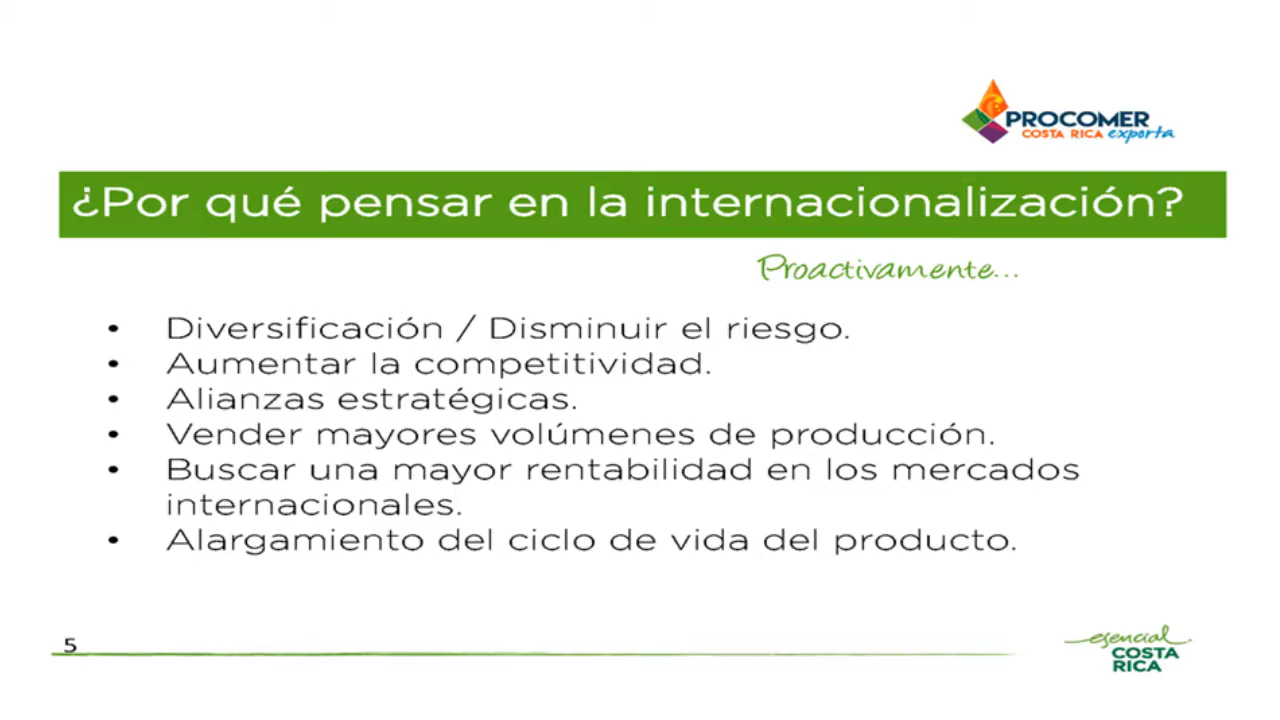 PROCOMER
COSTA RICA exporta
¿Por qué pensar en la internacionalización?
Proactivamente...
• Diversificación / Disminuir el riesgo.
• Aumentar la competitividad.
• Alianzas estratégicas.
• Vender mayores volúmenes de producción.
• Buscar una mayor rentabilidad en los mercados
internacionales.
• Alargamiento del ciclo de vida del producto.
5
esencial
COSTA
RICA